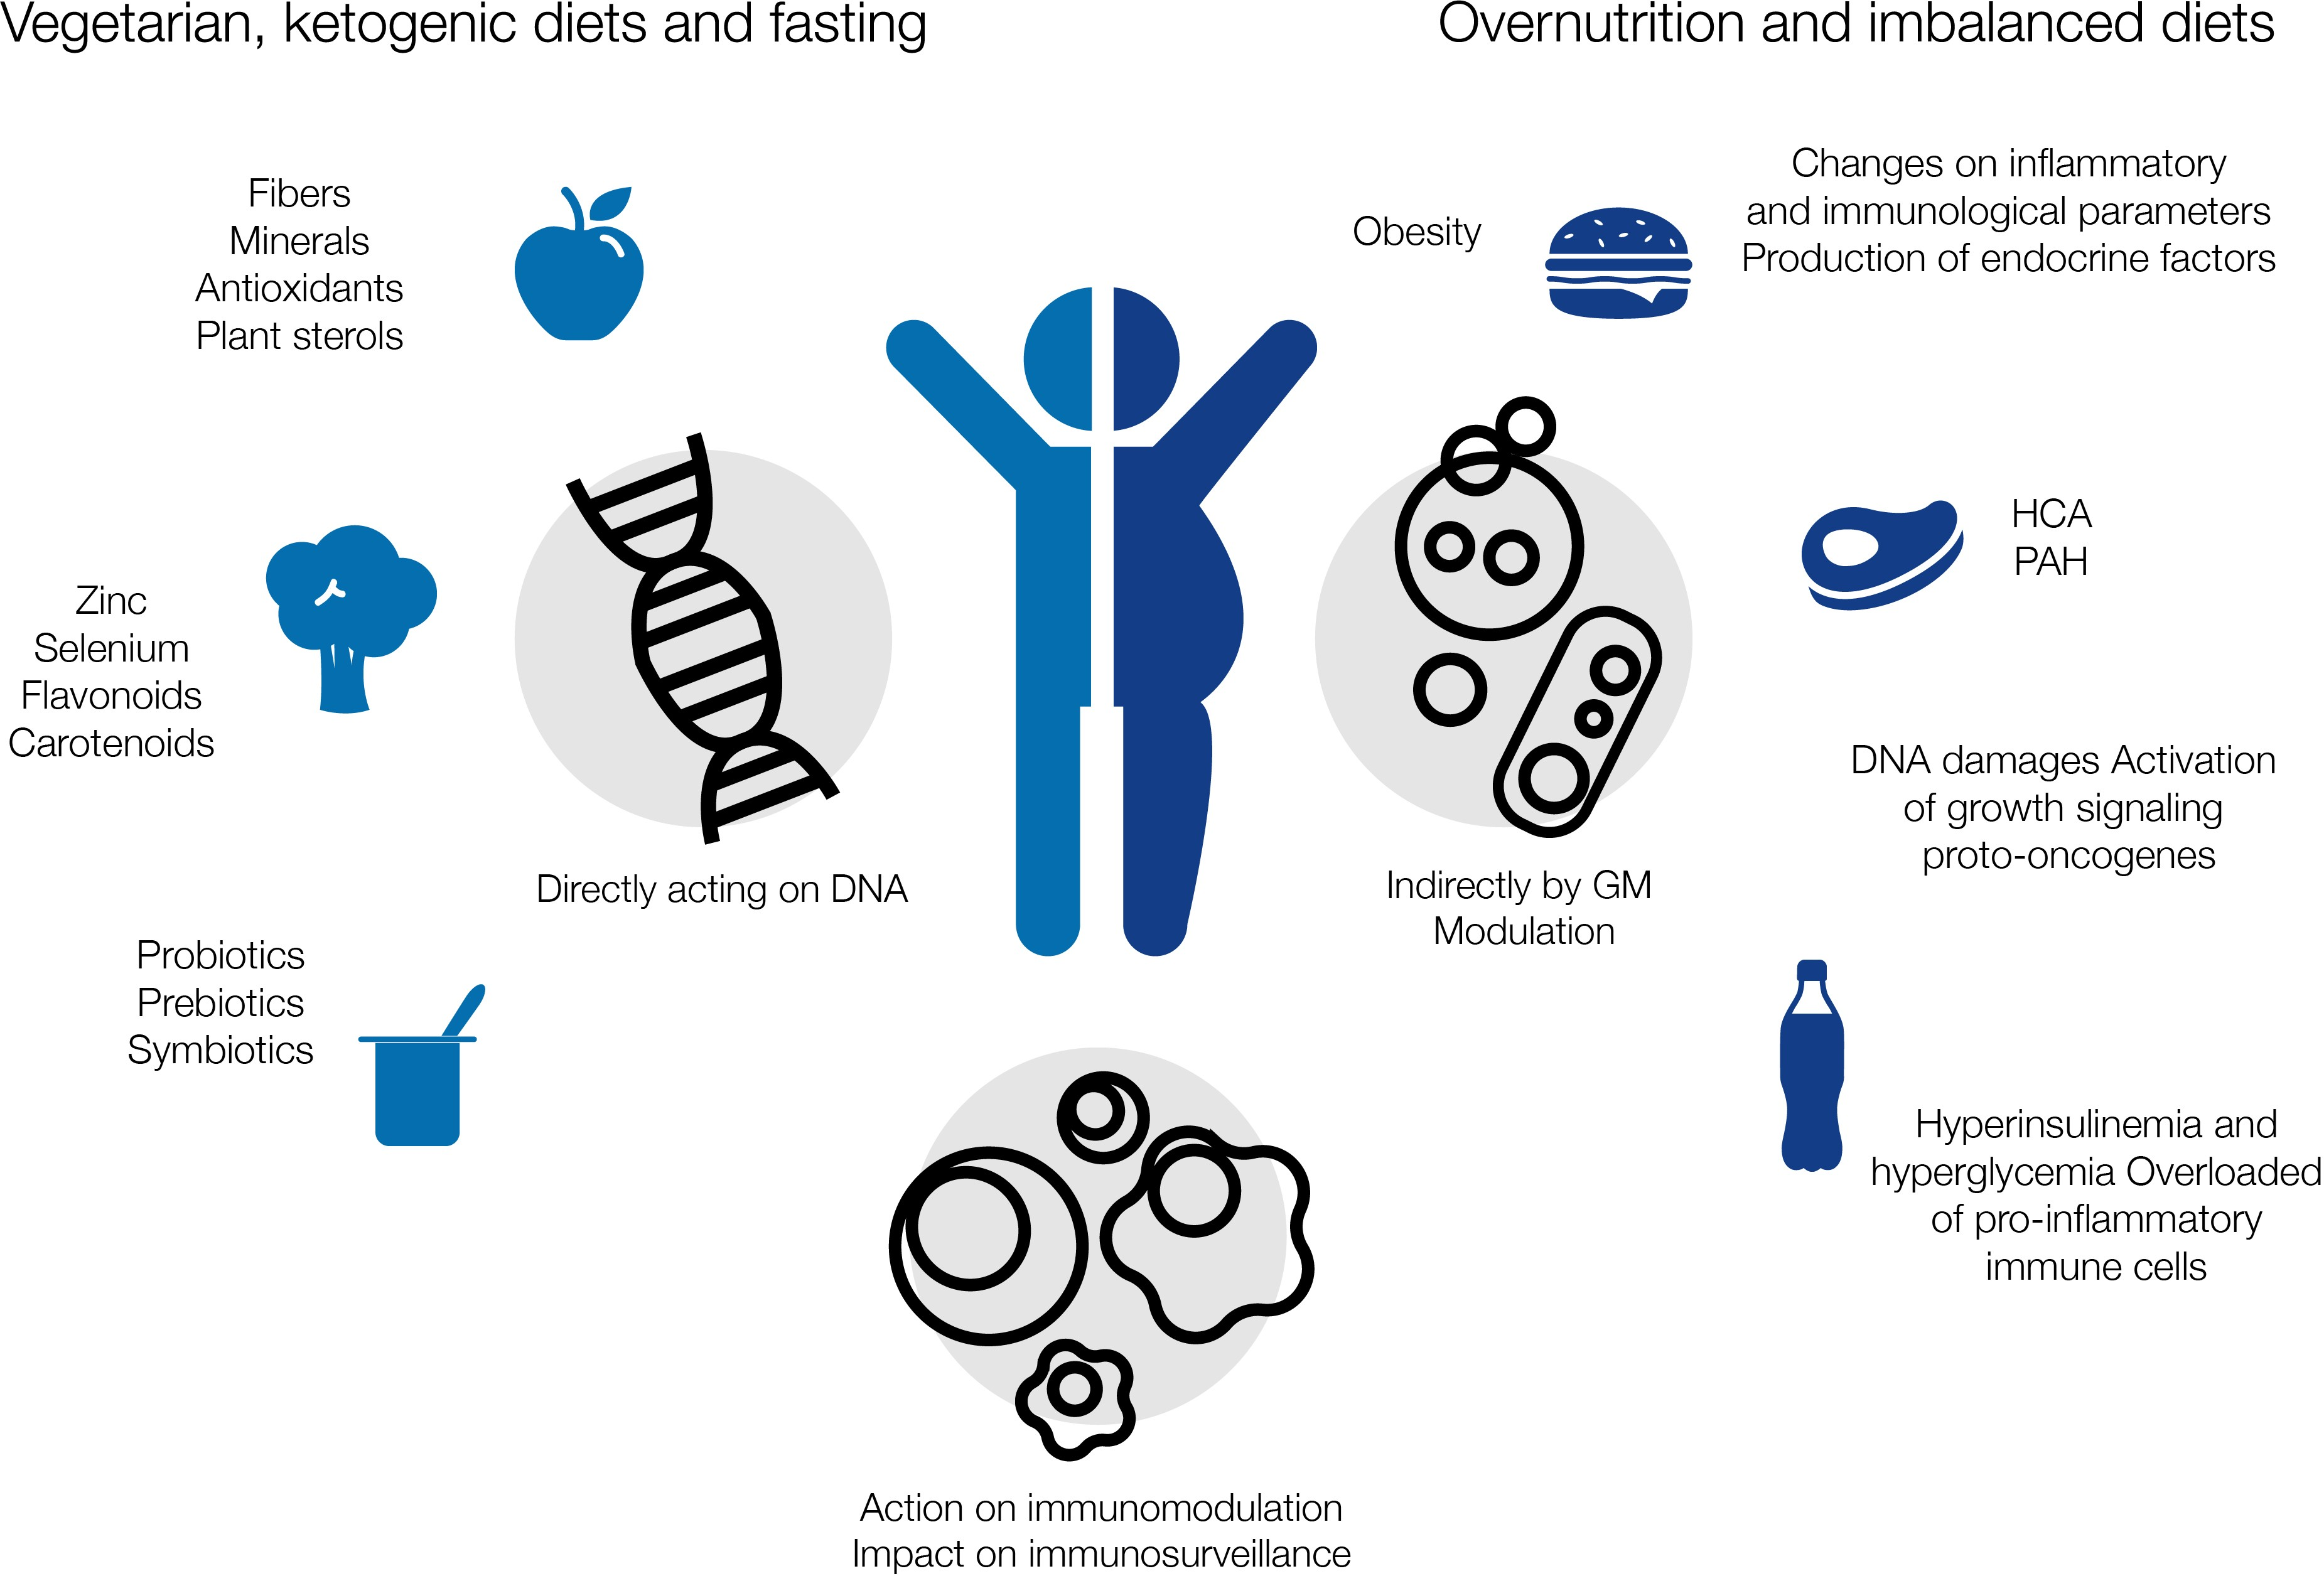 Vegetarian, ketogenic diets and fasting
Overnutrition and imbalanced diets
Fibers
Minerals
Antioxidants
Plant sterols
Obesity
Changes on inflammatory
and immunological parameters
Production of endocrine factors
Zinc
Selenium
Flavonoids
Carotenoids
HCA
PAH
DNA damages Activation
of growth signaling
proto-oncogenes
Directly acting on DNA
Indirectly by GM
Modulation
Probiotics
Prebiotics
Symbiotics
Hyperinsulinemia and
hyperglycemia Overloaded
of pro-inflammatory
immune cells
Action on immunomodulation
Impact on immunosurveillance